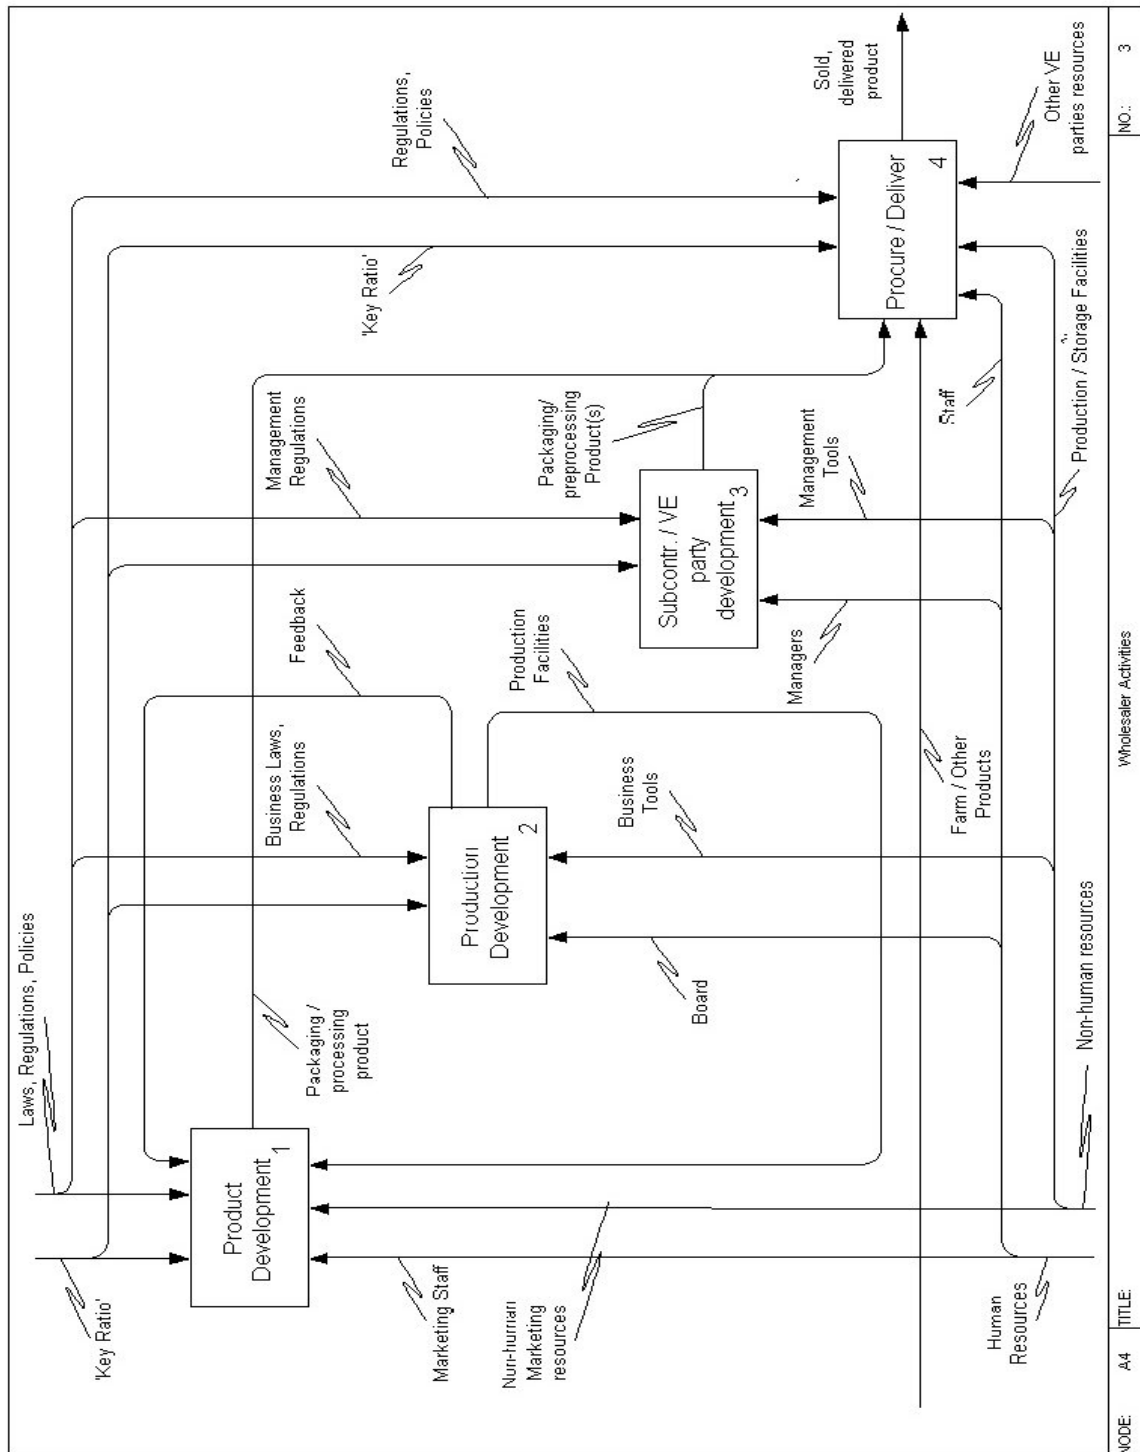 'Key Ratio'
Laws, Regulations, Policies
Business Laws,
Regulations
Feedback
Management
Regulations
'Key Ratio'
Regulations,
Policies
Product
Development
1
Packaging /
processing
product
Production
Development
2
Production
Facilities
Packaging/
preprocessing
Product(s)
Subcontr. / VE
party
development
3
Sold,
delivered
product
Procure / Deliver
4
Marketing Staff
Non-human
Marketing
resources
Board
Business
Tools
Managers
Management
Tools
Farm / Other
Products
Staff
Production / Storage Facilities
Other VE
parties resources
Human
Resources
Non-human resources
NODE:
A4
TITLE:
Wholesaler Activities
NO.:
3